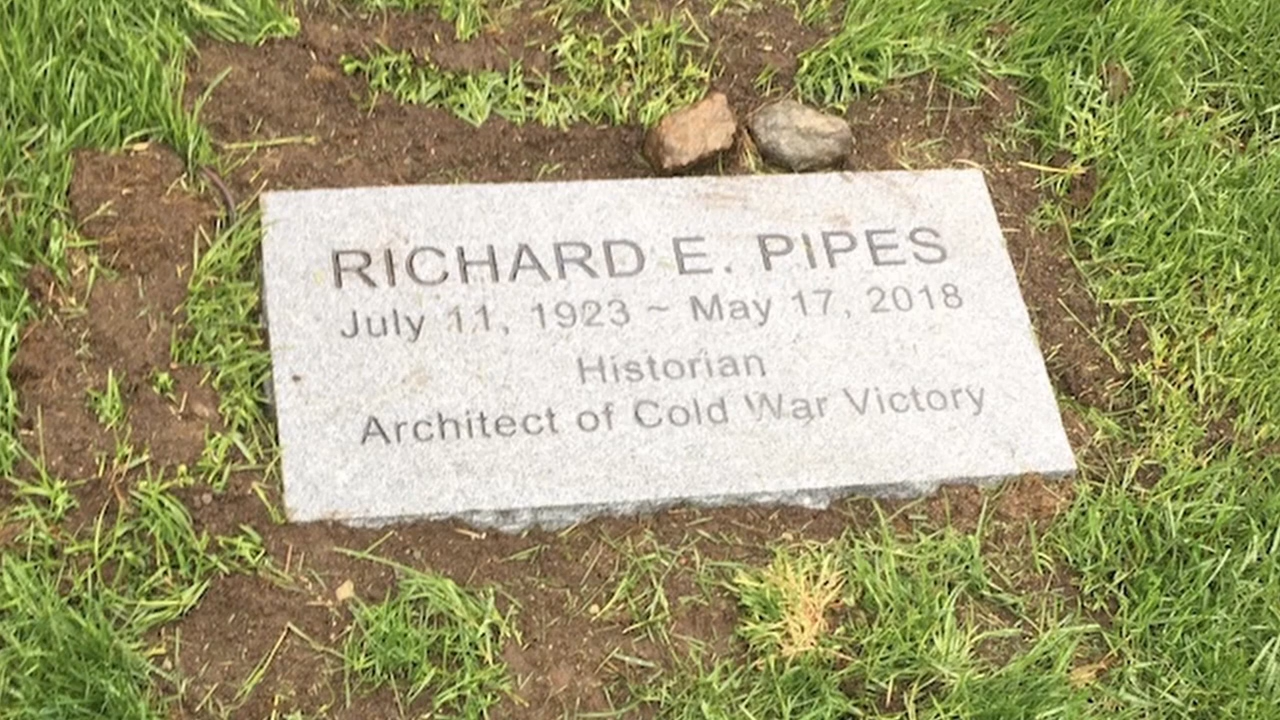 RICHARD E. PIPES
July 11, 1923 ~ May 17, 2018
Historian
Architect of Cold War Victory